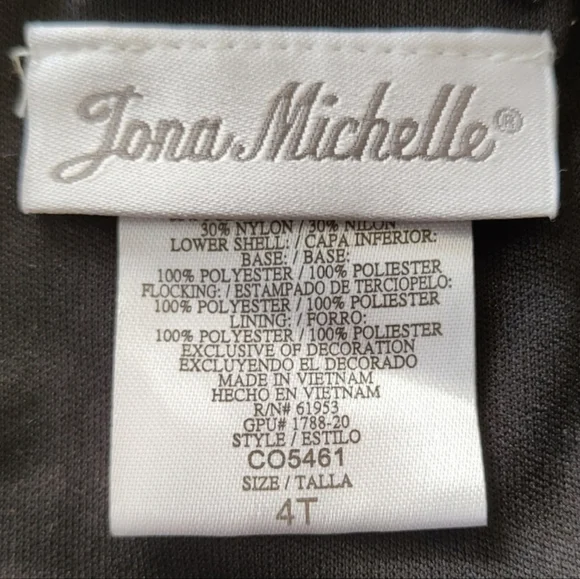 Jona Michelle®
30% NYLON / 30% NILON
LOWER SHELL: / CAPA INFERIOR:
BASE: / BASE:
100% POLYESTER / 100% POLIESTER
FLOCKING: / ESTAMPADO DE TERCIOPELO:
100% POLYESTER / 100% POLIESTER
LINING: / FORRO:
100% POLYESTER / 100% POLIESTER
EXCLUSIVE OF DECORATION
EXCLUYENDO EL DECORADO
MADE IN VIETNAM
HECHO EN VIETNAM
R/N# 61953
GPU# 1788-20
STYLE / ESTILO
CO5461
SIZE / TALLA
4T